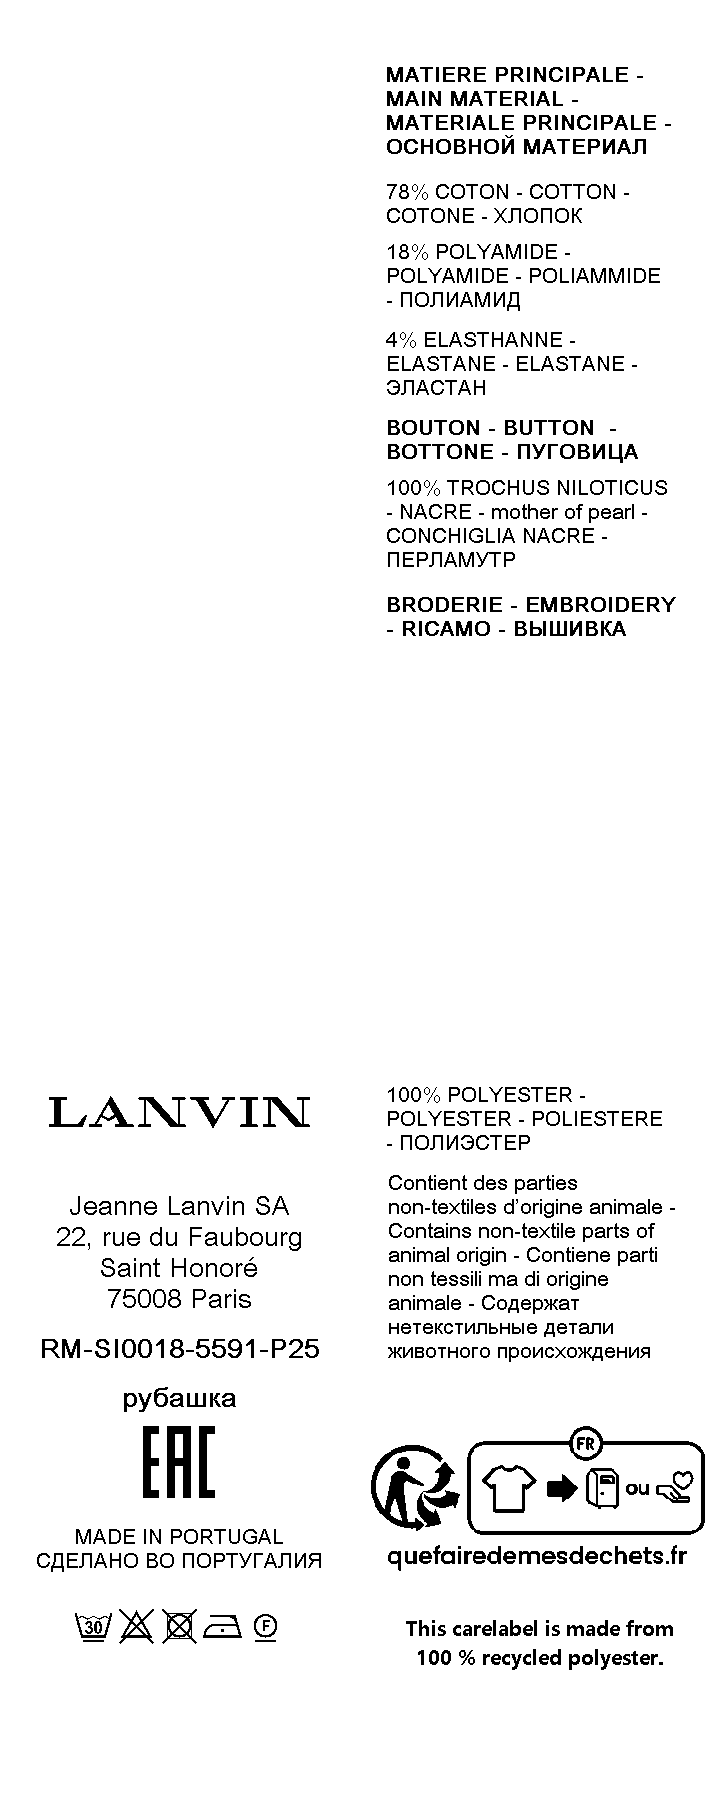 MATIERE PRINCIPALE -
MAIN MATERIAL -
MATERIALE PRINCIPALE -
ОСНОВНОЙ МАТЕРИАЛ
78% COTON - COTTON -
COTONE - ХЛОПОК
18% POLYAMIDE -
POLYAMIDE - POLIAMMIDE
- ПОЛИАМИД
4% ELASTHANNE -
ELASTANE - ELASTANE -
ЭЛАСТАН
BOUTON - BUTTON -
BOTTONE - ПУГОВИЦА
100% TROCHUS NILOTICUS
- NACRE - mother of pearl -
CONCHIGLIA NACRE -
ПЕРЛАМУТР
BRODERIE - EMBROIDERY
- RICAMO - ВЫШИВКА
LANVIN
Jeanne Lanvin SA
22, rue du Faubourg
Saint Honoré
75008 Paris
RM-SI0018-5591-P25
рубашка
EAC
MADE IN PORTUGAL
СДЕЛАНО ВО ПОРТУГАЛИЯ
30
F
100% POLYESTER -
POLYESTER - POLIESTERE
- ПОЛИЭСТЕР
Contient des parties
non-textiles d’origine animale -
Contains non-textile parts of
animal origin - Contiene parti
non tessili ma di origine
animale - Содержат
нетекстильные детали
животного происхождения
FR
ou
quefairedemesdechets.fr
This carelabel is made from
100 % recycled polyester.